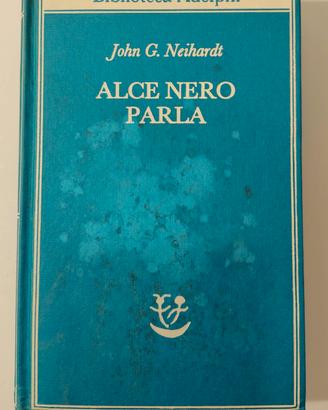 Biblioteca Adelphi
John G. Neihardt
ALCE NERO
PARLA